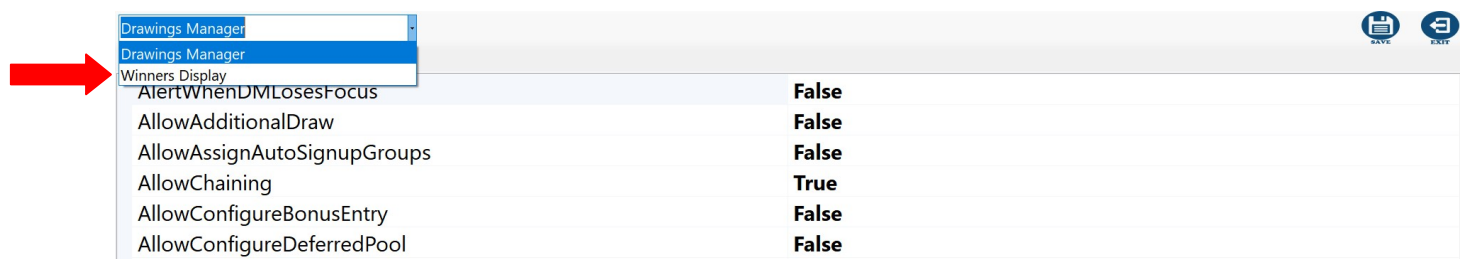 Drawings Manager
SAVE EXIT
Drawings Manager
Winners Display
AlertWhenDMLosesFocus False
AllowAdditionalDraw False
AllowAssignAutoSignupGroups False
AllowChaining True
AllowConfigureBonusEntry False
AllowConfigureDeferredPool False